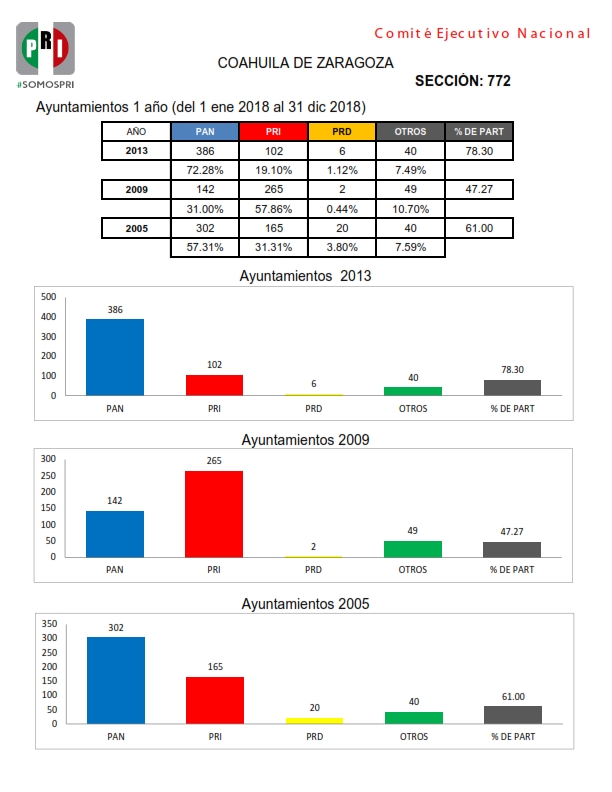 Comité Ejecutivo Nacional
PRI
#SOMOSPRI
COAHUILA DE ZARAGOZA
SECCIÓN: 772
Ayuntamientos 1 año (del 1 ene 2018 al 31 dic 2018)
AÑO PAN PRI PRD OTROS % DE PART
2013 386 102 6 40 78.30
72.28% 19.10% 1.12% 7.49%
2009 142 265 2 49 47.27
31.00% 57.86% 0.44% 10.70%
2005 302 165 20 40 61.00
57.31% 31.31% 3.80% 7.59%
Ayuntamientos 2013
500
400
300
200
100
0
386
102
6
40
78.30
PAN PRI PRD OTROS % DE PART
Ayuntamientos 2009
300
250
200
150
100
50
0
142
265
2
49
47.27
PAN PRI PRD OTROS % DE PART
Ayuntamientos 2005
350
300
250
200
150
100
50
0
302
165
20
40
61.00
PAN PRI PRD OTROS % DE PART